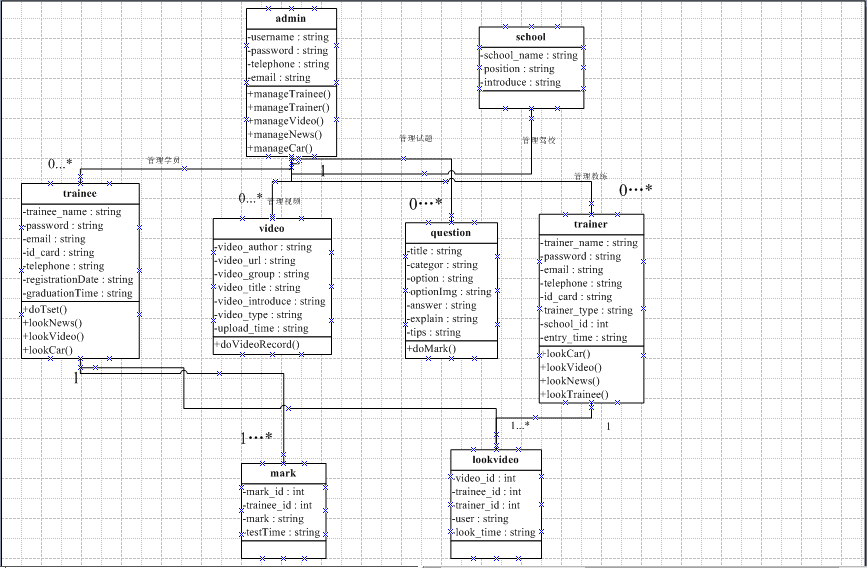 admin
-username : string
-password : string
-telephone : string
-email : string
+manageTrainee()
+manageTrainer()
+manageVideo()
+manageNews()
+manageCar()
school
-school_name : string
-position : string
-introduce : string
管理试题
管理驾校
管理学员
管理教练
管理视频
0...*
1
0...*
0...*
0...*
trainee
-trainee_name : string
-password : string
-email : string
-id_card : string
-telephone : string
-registrationDate : string
-graduationTime : string
+doTset()
+lookNews()
+lookVideo()
+lookCar()
video
-video_author : string
-video_url : string
-video_group : string
-video_title : string
-video_introduce : string
-video_type : string
-upload_time : string
+doVideoRecord()
question
-title : string
-categor : string
-option : string
-optionImg : string
-answer : string
-explain : string
-tips : string
+doMark()
trainer
-trainer_name : string
-password : string
-email : string
-telephone : string
-id_card : string
-trainer_type : string
-school_id : int
-entry_time : string
+lookCar()
+lookVideo()
+lookNews()
+lookTrainee()
1
1...*
1...*
1
mark
-mark_id : int
-trainee_id : int
-mark : string
-testTime : string
lookvideo
-video_id : int
-trainee_id : int
-trainer_id : int
-user : string
-look_time : string